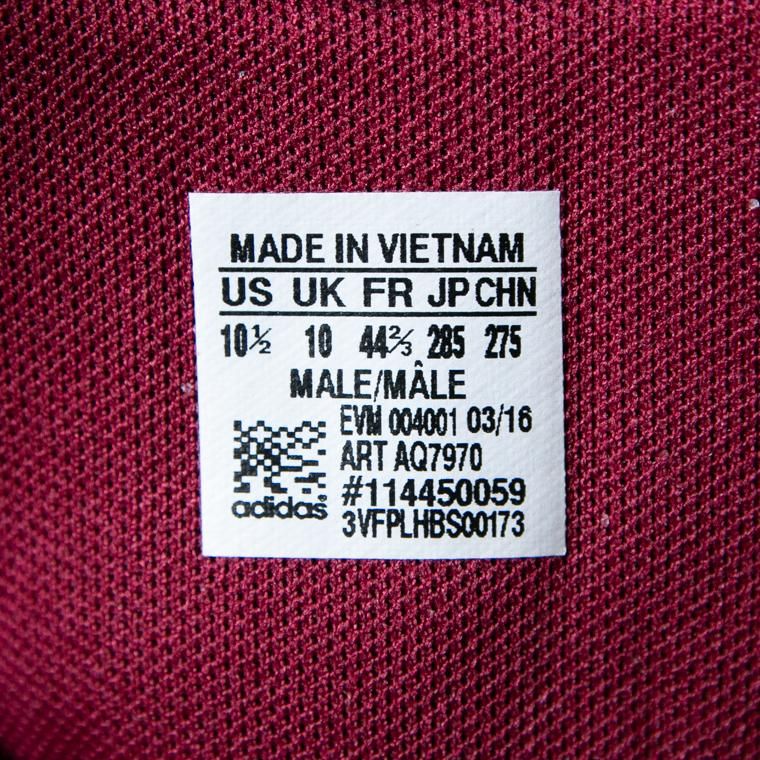 MADE IN VIETNAM
US UK FR JP CHN
10½ 10 44⅔ 285 275
MALE/MÂLE
EVM 004001 03/16
ART AQ7970
#114450059
adidas®
3VFPLHBS00173